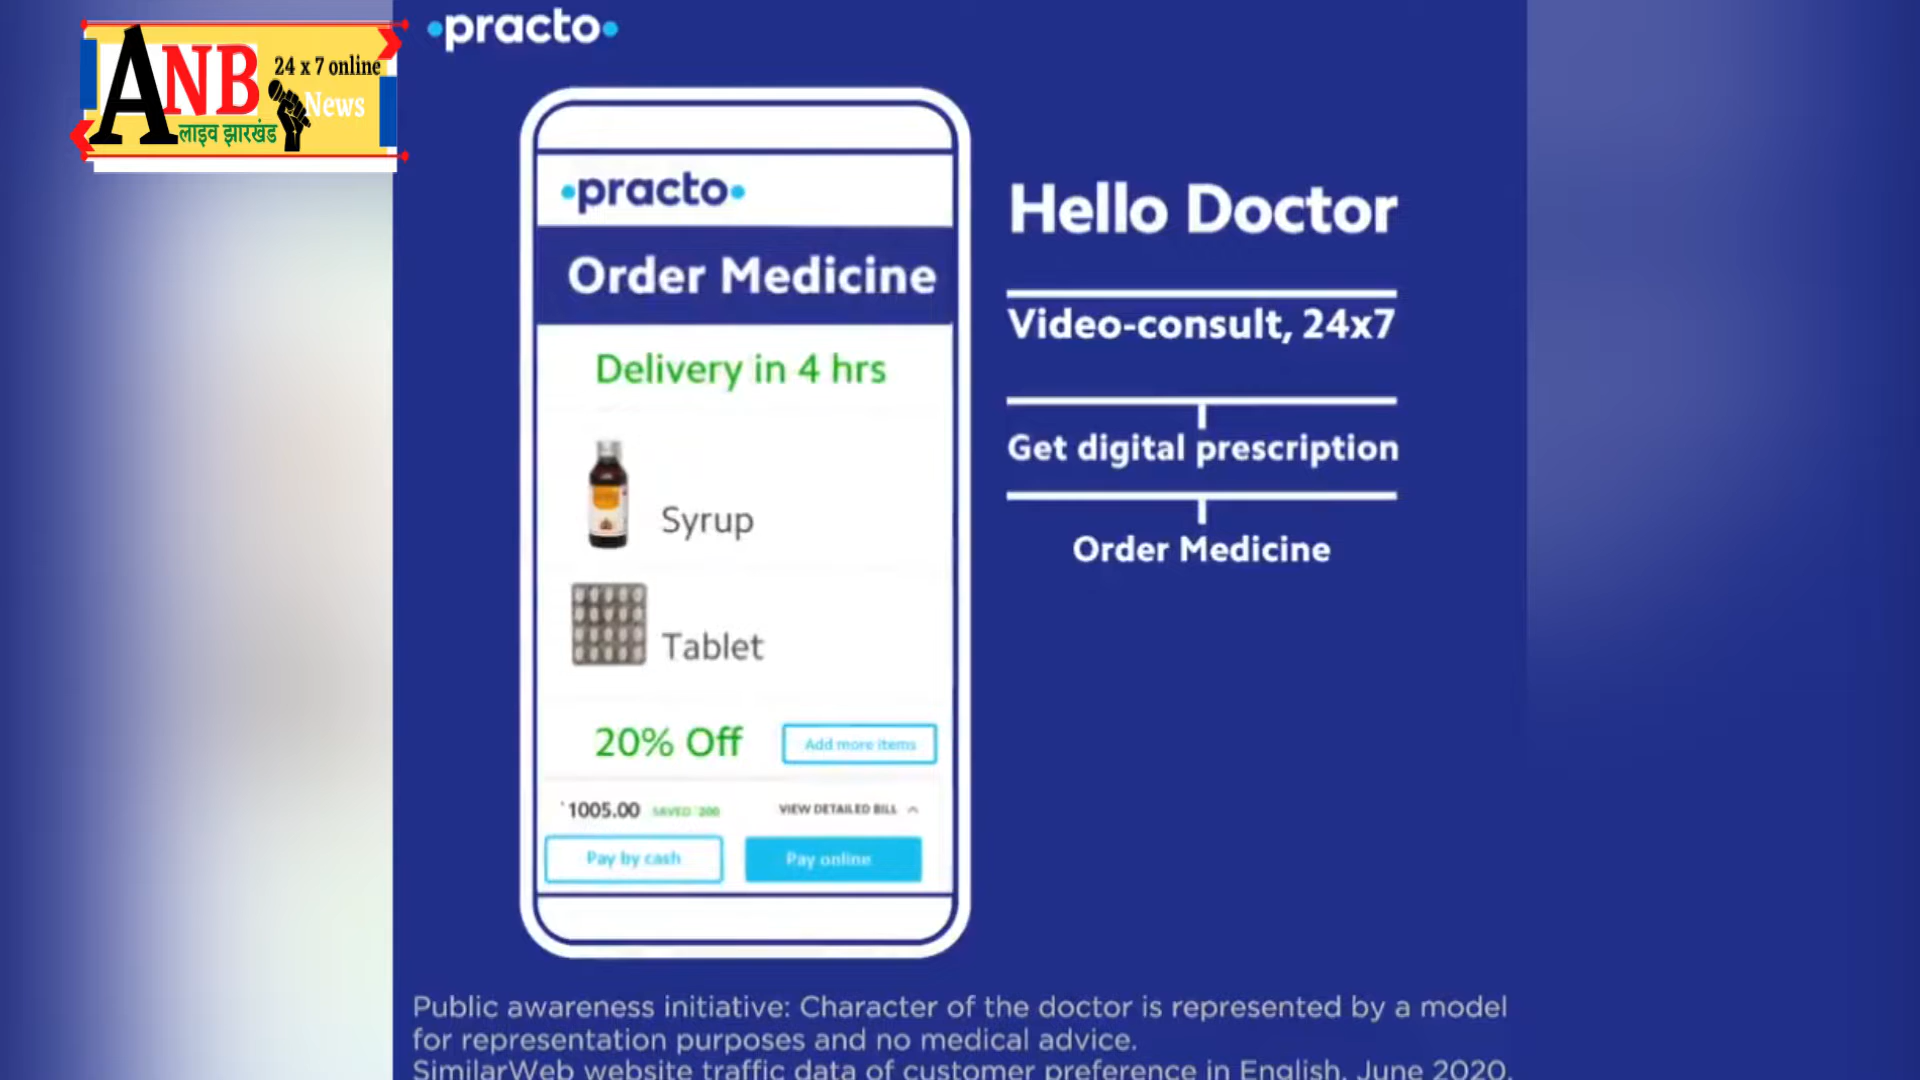 ANB
24 x 7 online
News
लाइव झारखंड
practo
practo
Order Medicine
Delivery in 4 hrs
Syrup
Tablet
20% Off
Add more items
1005.00 SAVED 200
VIEW DETAILED BILL
Pay by cash
Pay online
Hello Doctor
Video-consult, 24x7
Get digital prescription
Order Medicine
Public awareness initiative: Character of the doctor is represented by a model
for representation purposes and no medical advice.
SimilarWeb website traffic data of customer preference in English, June 2020.